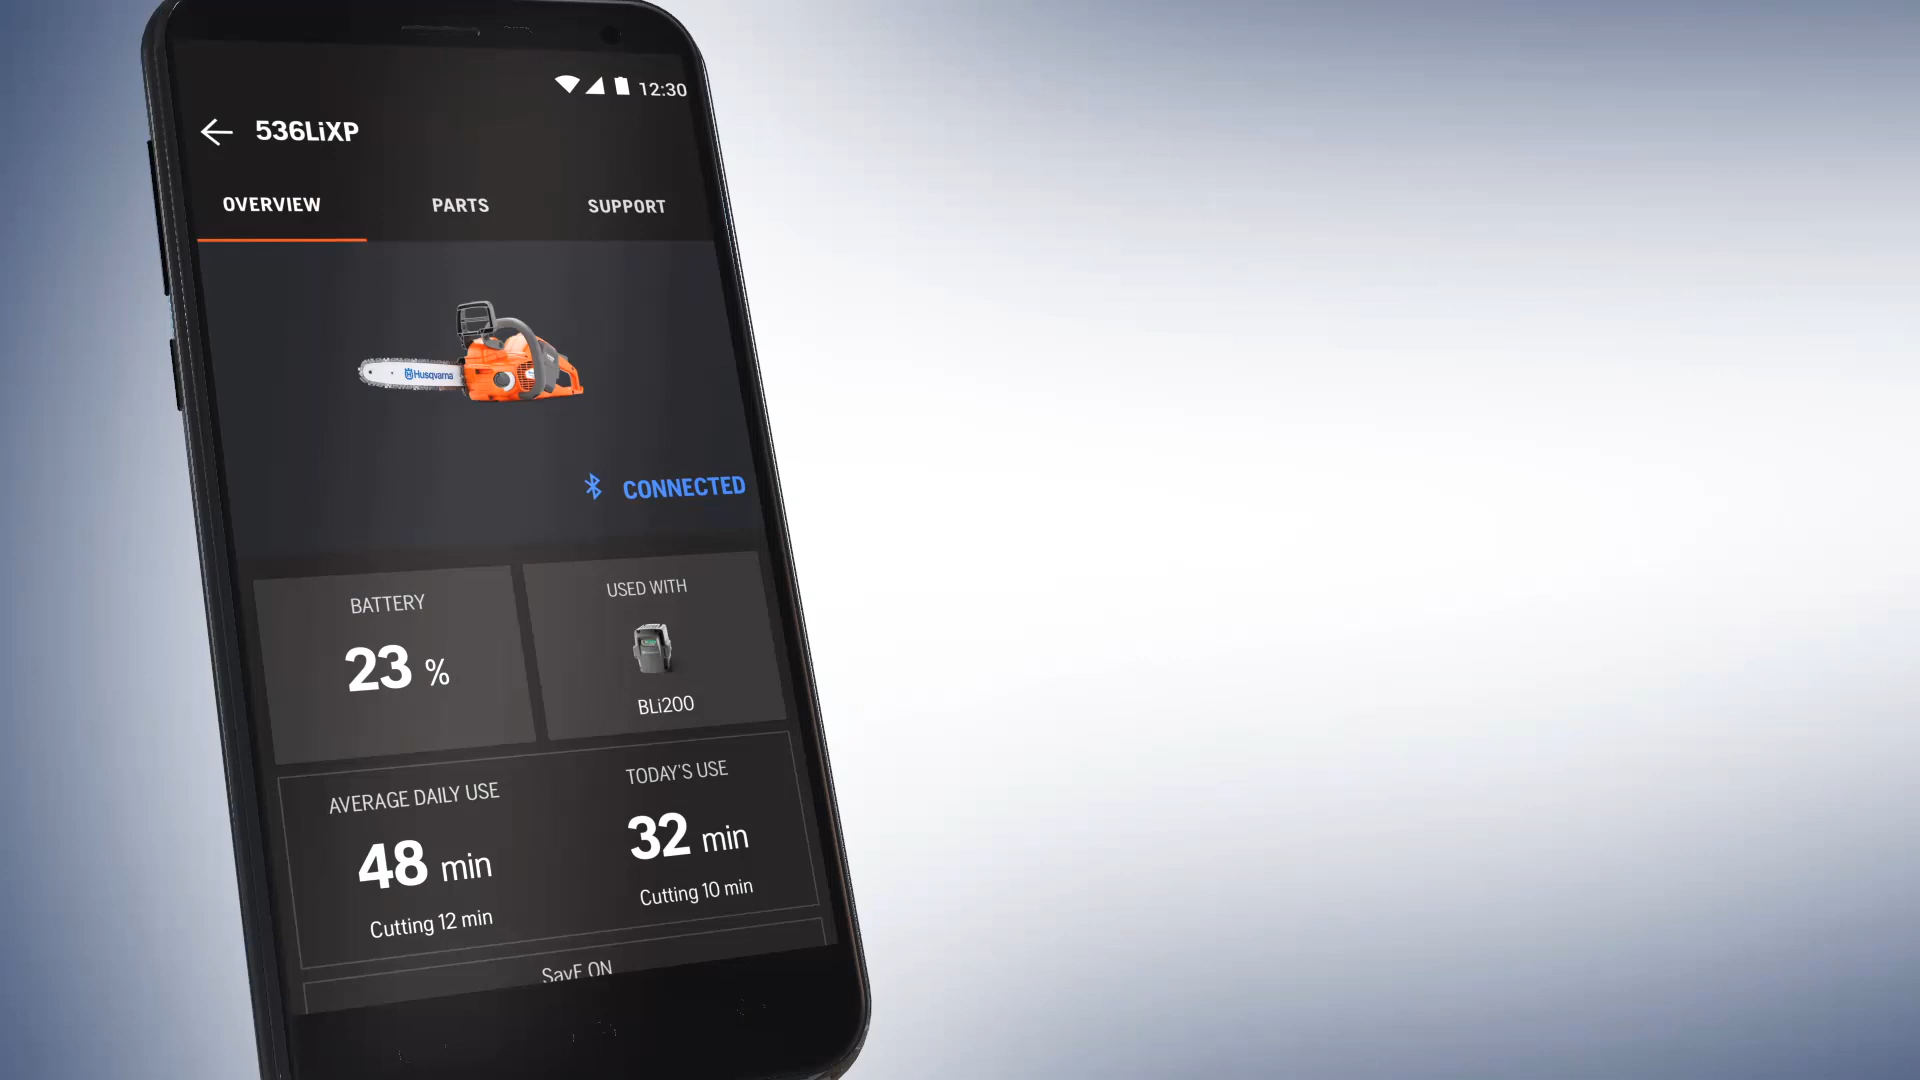 12:30
536LiXP
OVERVIEW PARTS SUPPORT
Husqvarna
CONNECTED
BATTERY
23 %
USED WITH
BLi200
AVERAGE DAILY USE
48 min
Cutting 12 min
TODAY'S USE
32 min
Cutting 10 min
SavE ON